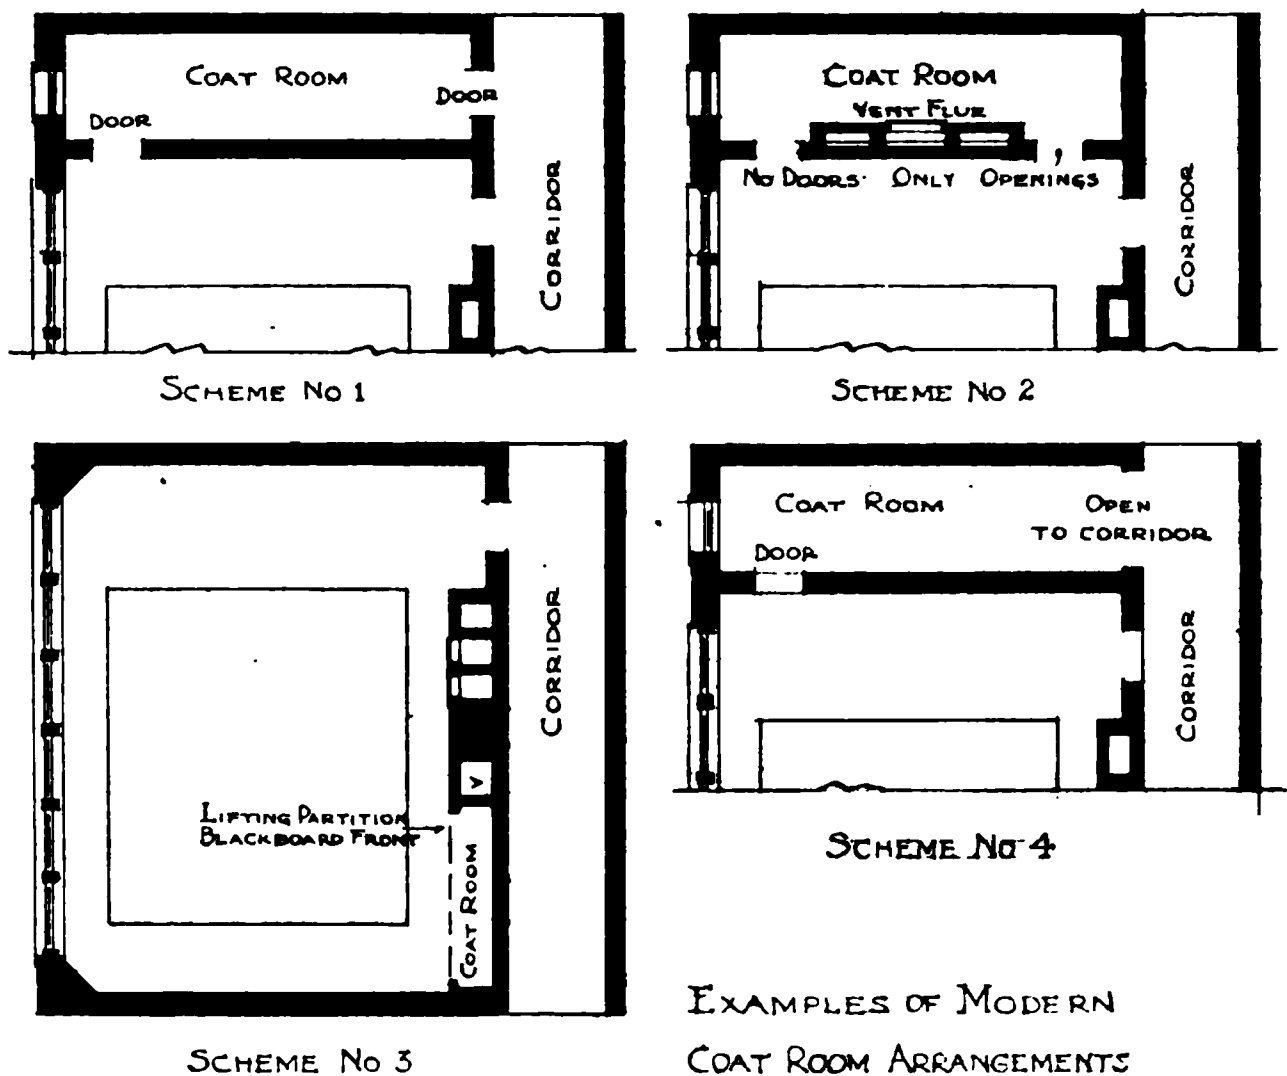 COAT ROOM
DOOR
DOOR
CORRIDOR
SCHEME NO 1
COAT ROOM
VENT FLUE
NO DOORS· ONLY OPENINGS
CORRIDOR
SCHEME NO 2
CORRIDOR
V
LIFTING PARTITION
BLACKBOARD FRONT
COAT ROOM
SCHEME NO 3
COAT ROOM
OPEN
TO CORRIDOR
DOOR
CORRIDOR
SCHEME NO 4
EXAMPLES OF MODERN
COAT ROOM ARRANGEMENTS